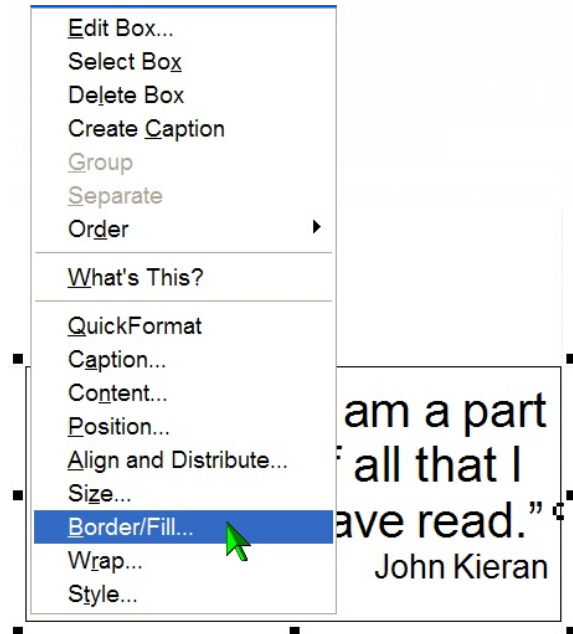 Edit Box...
Select Box
Delete Box
Create Caption
Group
Separate
Order
What's This?
QuickFormat
Caption...
Content...
Position...
Align and Distribute...
Size...
Border/Fill...
Wrap...
Style...
am a part
all that I
ave read.”
John Kieran